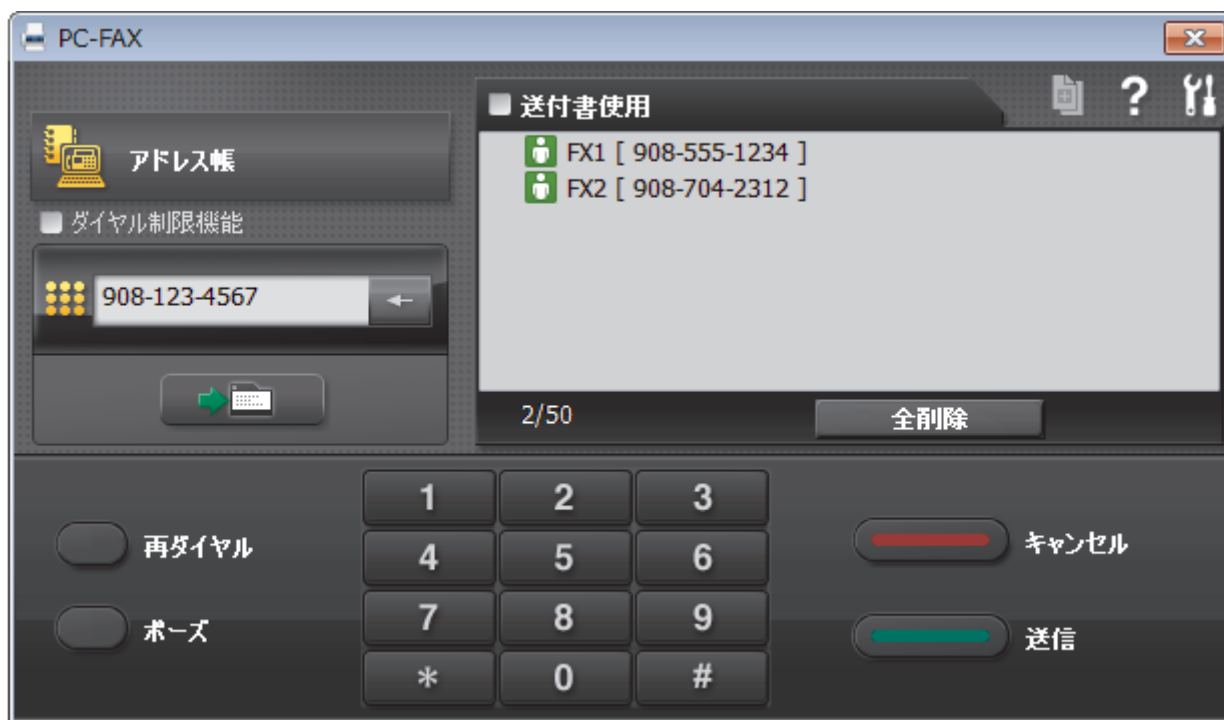 PC-FAX
アドレス帳
ダイヤル制限機能
908-123-4567
送付書使用
?
FX1 [ 908-555-1234 ]
FX2 [ 908-704-2312 ]
2/50
全削除
再ダイヤル
ポーズ
1 2 3
4 5 6
7 8 9
* 0 #
キャンセル
送信